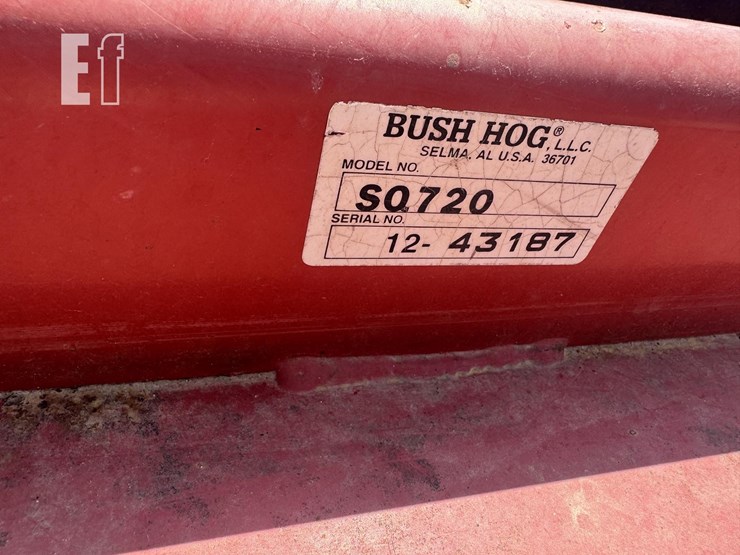 Ef
BUSH HOG®, L.L.C.
SELMA, AL U.S.A. 36701
MODEL NO.
SQ720
SERIAL NO.
12- 43187